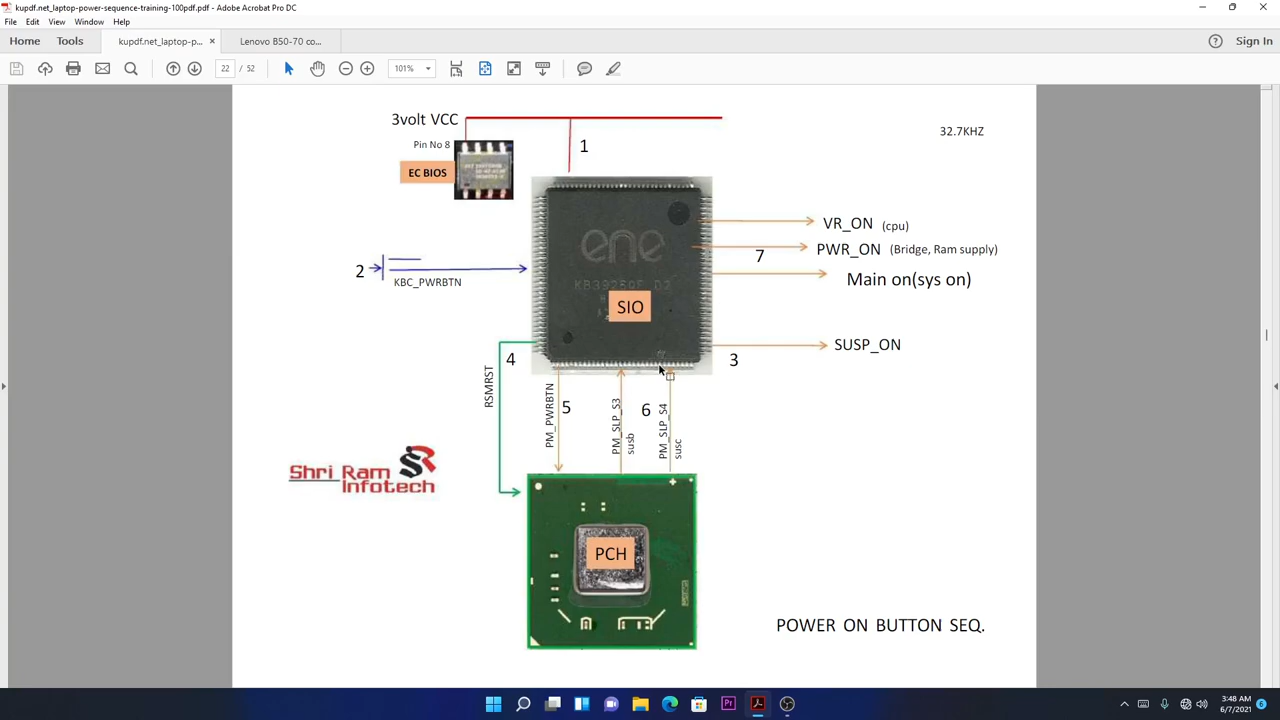 kupdf.net_laptop-power-sequence-training-100pdf.pdf - Adobe Acrobat Pro DC
File Edit View Window Help
Home Tools kupdf.net_laptop-p... × Lenovo B50-70 co... Sign In
22 / 52 101%
3volt VCC
32.7KHZ
1
Pin No 8
EC BIOS
ene
VR_ON (cpu)
PWR_ON (Bridge, Ram supply)
7
2
KBC_PWRBTN
Main on(sys on)
SIO
SUSP_ON
4
3
RSMRST
PM_PWRBTN
5
PM_SLP_S3
susb
6
PM_SLP_S4
susc
Shri Ram
Infotech
PCH
POWER ON BUTTON SEQ.
3:48 AM
6/7/2021